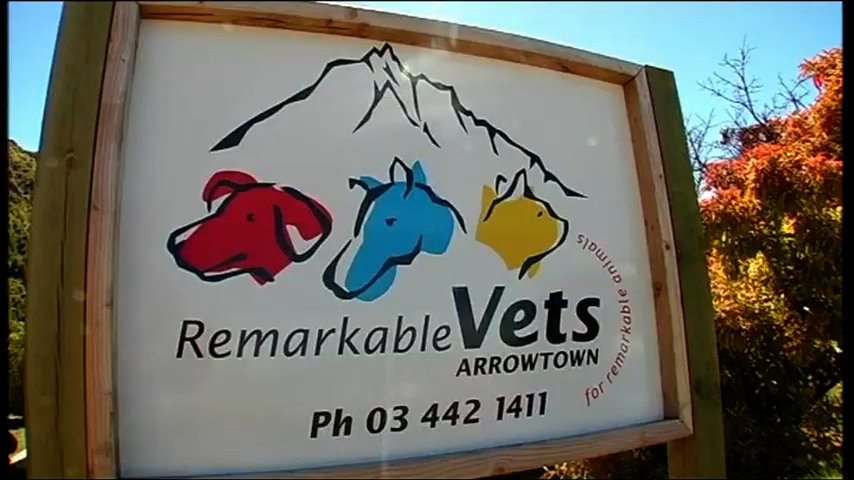 Remarkable Vets
ARROWTOWN
for remarkable animals
Ph 03 442 1411